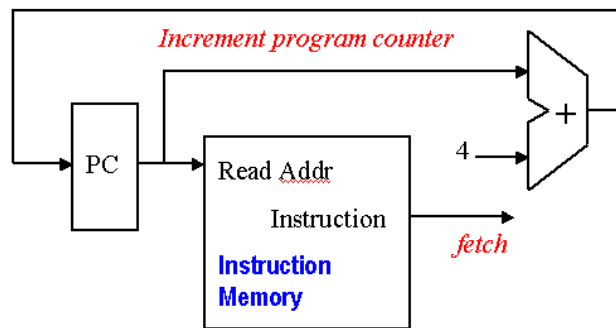 Increment program counter
+
4
PC
Read Addr
Instruction
fetch
Instruction
Memory